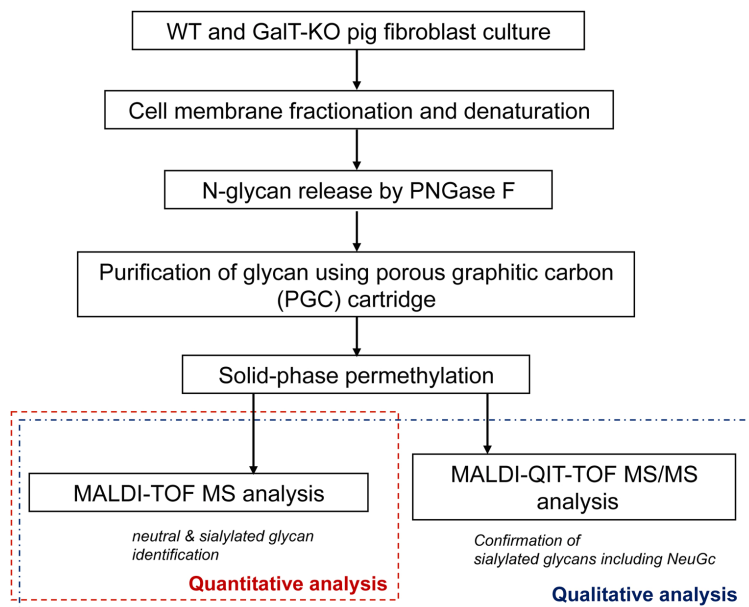 WT and GalT-KO pig fibroblast culture
Cell membrane fractionation and denaturation
N-glycan release by PNGase F
Purification of glycan using porous graphitic carbon
(PGC) cartridge
Solid-phase permethylation
MALDI-TOF MS analysis
neutral & sialylated glycan
identification
Quantitative analysis
MALDI-QIT-TOF MS/MS
analysis
Confirmation of
sialylated glycans including NeuGc
Qualitative analysis